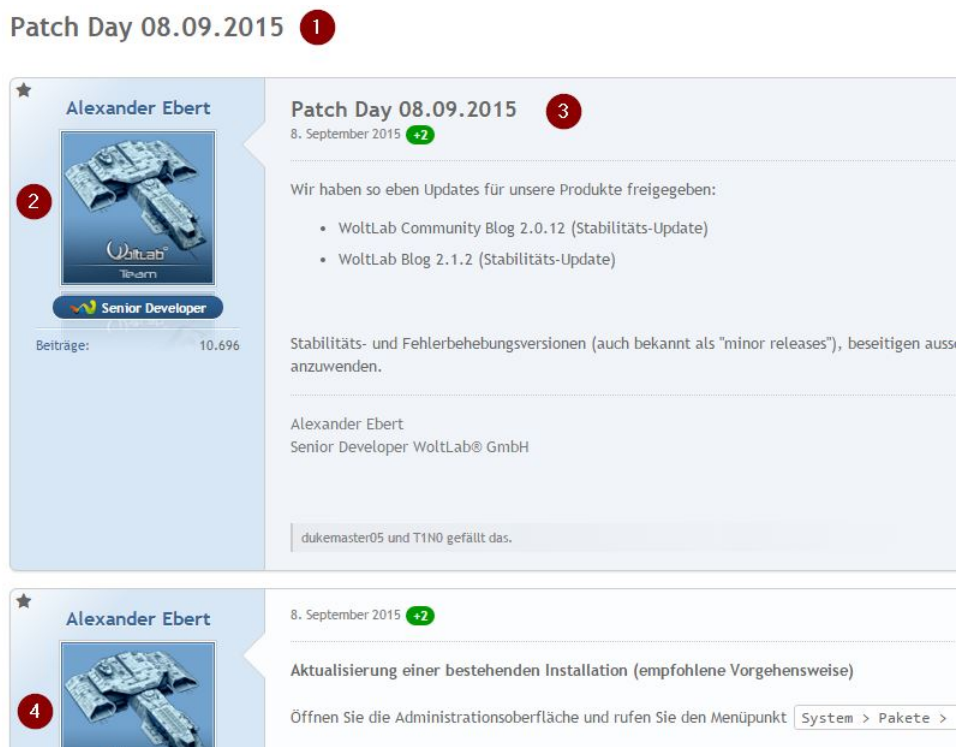 Patch Day 08.09.2015 1
Alexander Ebert
2
WoltLab®
Team
Senior Developer
Beiträge: 10.696
Patch Day 08.09.2015 3
8. September 2015 +2
Wir haben so eben Updates für unsere Produkte freigegeben:
• WoltLab Community Blog 2.0.12 (Stabilitäts-Update)
• WoltLab Blog 2.1.2 (Stabilitäts-Update)
Stabilitäts- und Fehlerbehebungsversionen (auch bekannt als "minor releases"), beseitigen auss
anzuwenden.
Alexander Ebert
Senior Developer WoltLab® GmbH
dukemaster05 und T1N0 gefällt das.
Alexander Ebert
4
8. September 2015 +2
Aktualisierung einer bestehenden Installation (empfohlene Vorgehensweise)
Öffnen Sie die Administrationsoberfläche und rufen Sie den Menüpunkt System > Pakete >